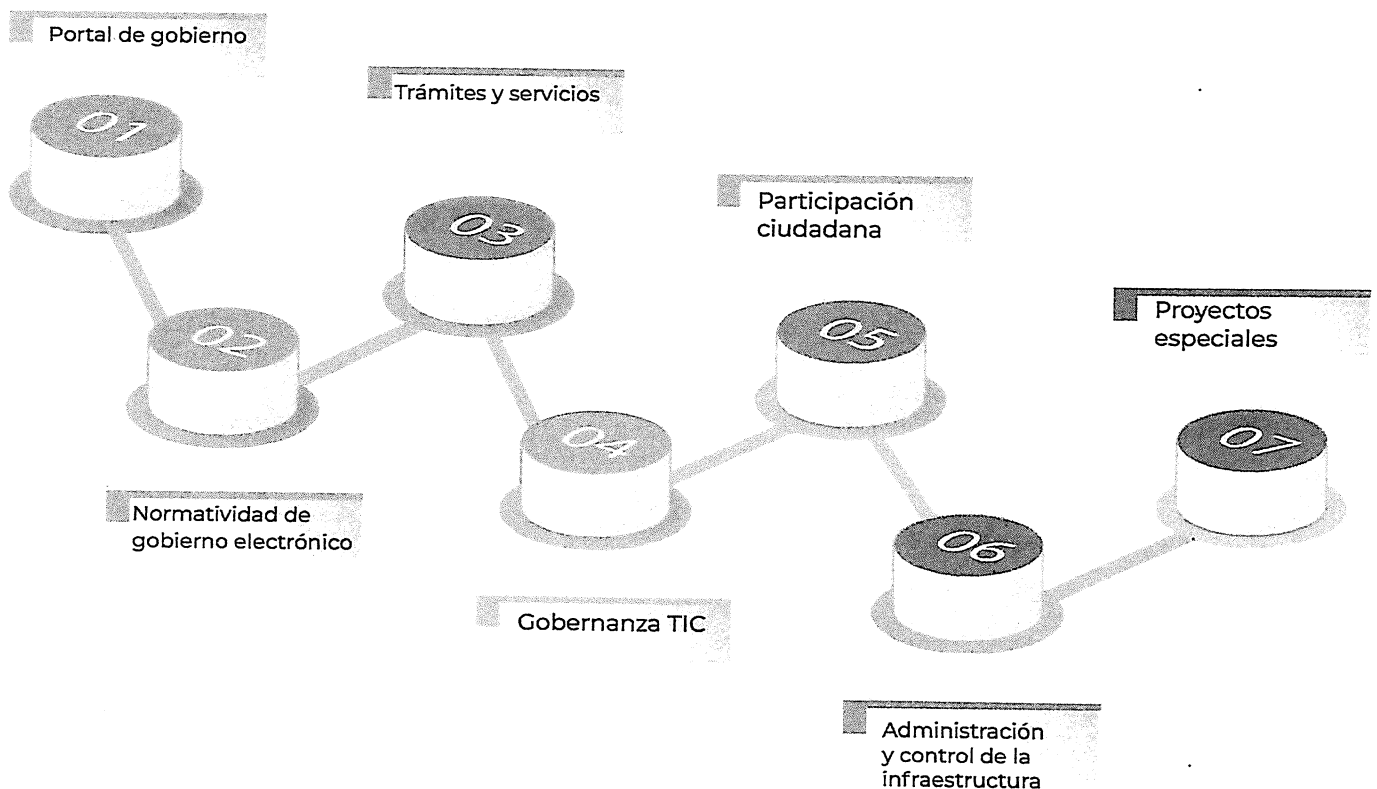 Portal de gobierno
01
Normatividad de
gobierno electrónico
02
Trámites y servicios
03
Gobernanza TIC
04
Participación
ciudadana
05
Administración
y control de la
infraestructura
06
Proyectos
especiales
07